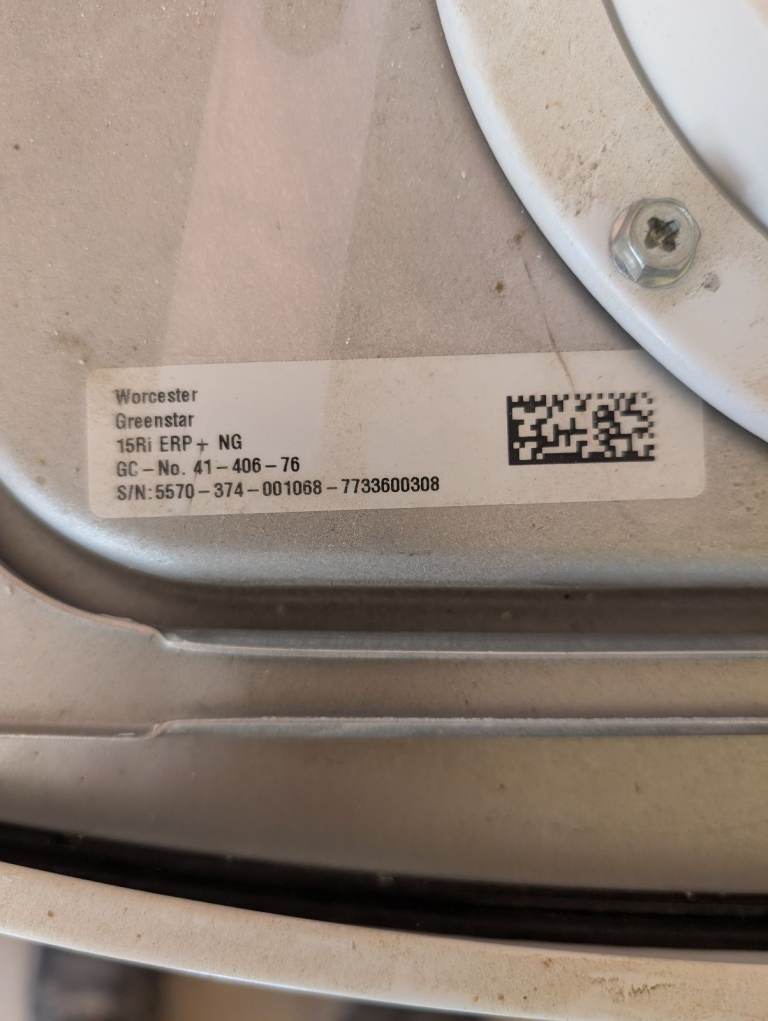 Worcester
Greenstar
15Ri ERP+ NG
GC-No. 41-406-76
S/N:5570-374-001068-7733600308